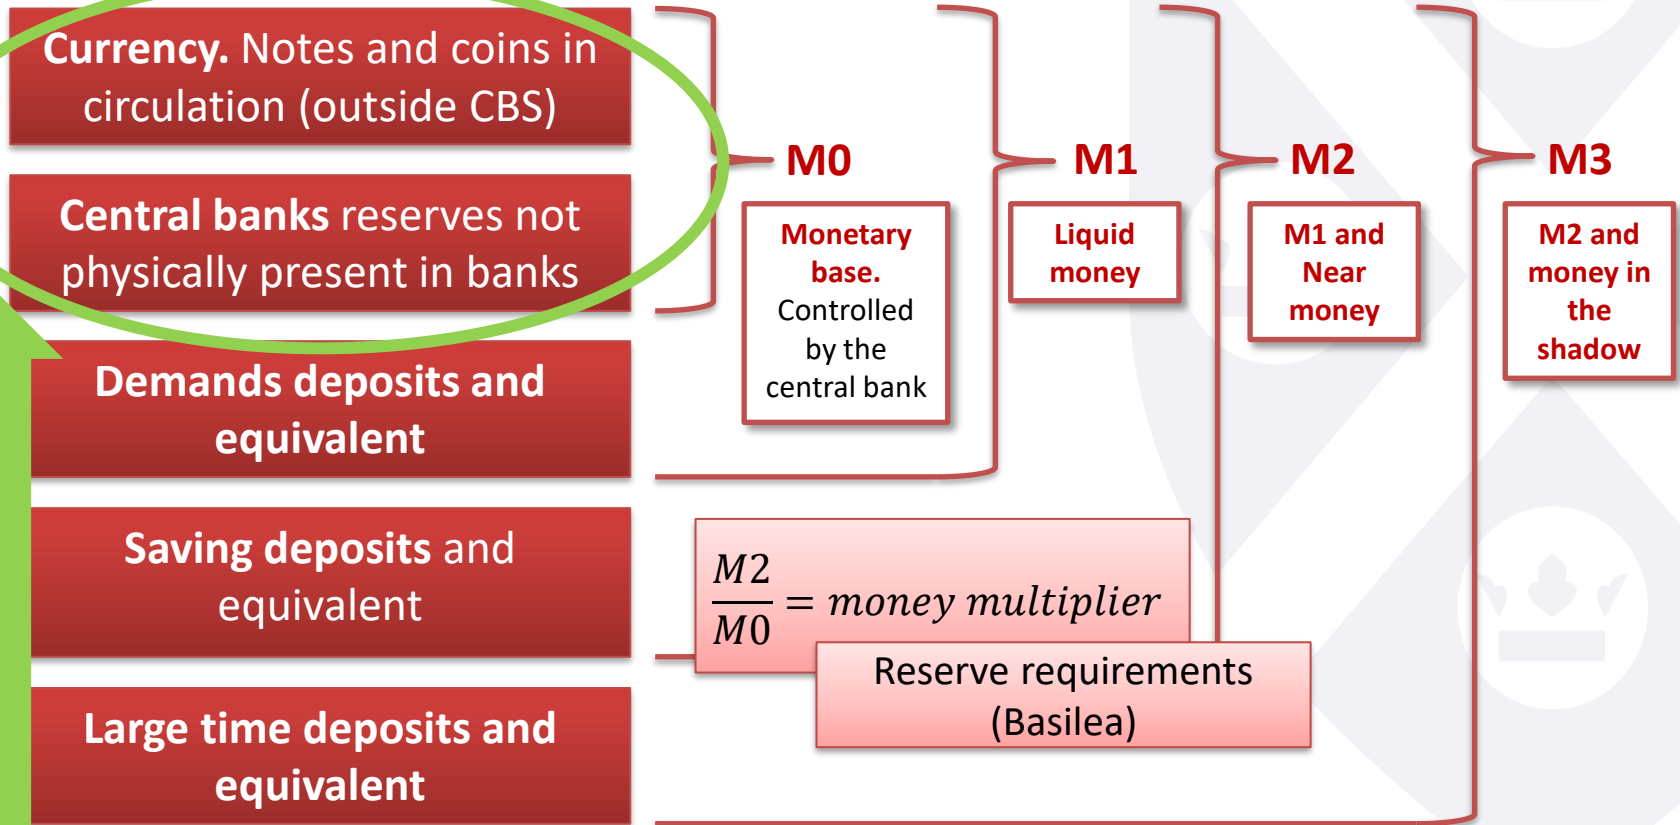 Currency. Notes and coins in
circulation (outside CBS)
Central banks reserves not
physically present in banks
Demands deposits and
equivalent
Saving deposits and
equivalent
Large time deposits and
equivalent
M0
Monetary
base.
Controlled
by the
central bank
M1
Liquid
money
M2
M1 and
Near
money
M3
M2 and
money in
the
shadow
M2
M0
= money multiplier
Reserve requirements
(Basilea)